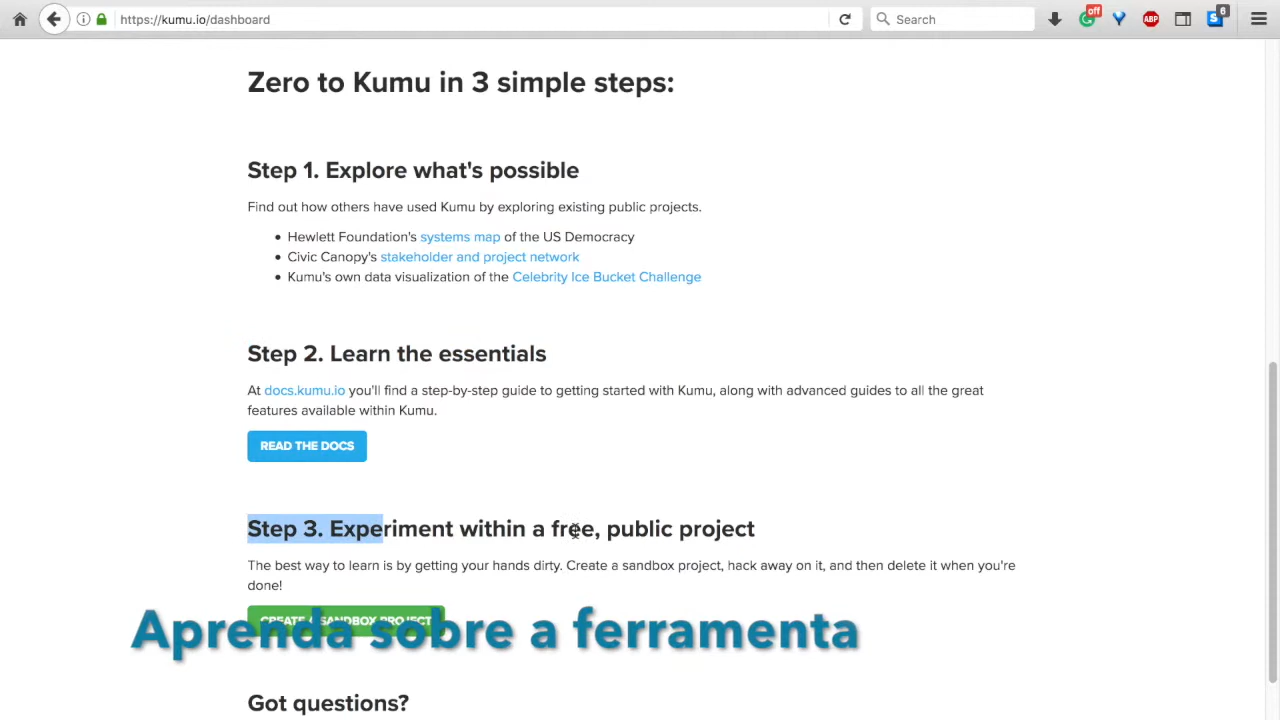 https://kumu.io/dashboard
Search
off
ABP
S
6
Zero to Kumu in 3 simple steps:
Step 1. Explore what's possible
Find out how others have used Kumu by exploring existing public projects.
• Hewlett Foundation's systems map of the US Democracy
• Civic Canopy's stakeholder and project network
• Kumu's own data visualization of the Celebrity Ice Bucket Challenge
Step 2. Learn the essentials
At docs.kumu.io you'll find a step-by-step guide to getting started with Kumu, along with advanced guides to all the great
features available within Kumu.
READ THE DOCS
Step 3. Experiment within a free, public project
The best way to learn is by getting your hands dirty. Create a sandbox project, hack away on it, and then delete it when you're
done!
CREATE A SANDBOX PROJECT
Aprenda sobre a ferramenta
Got questions?